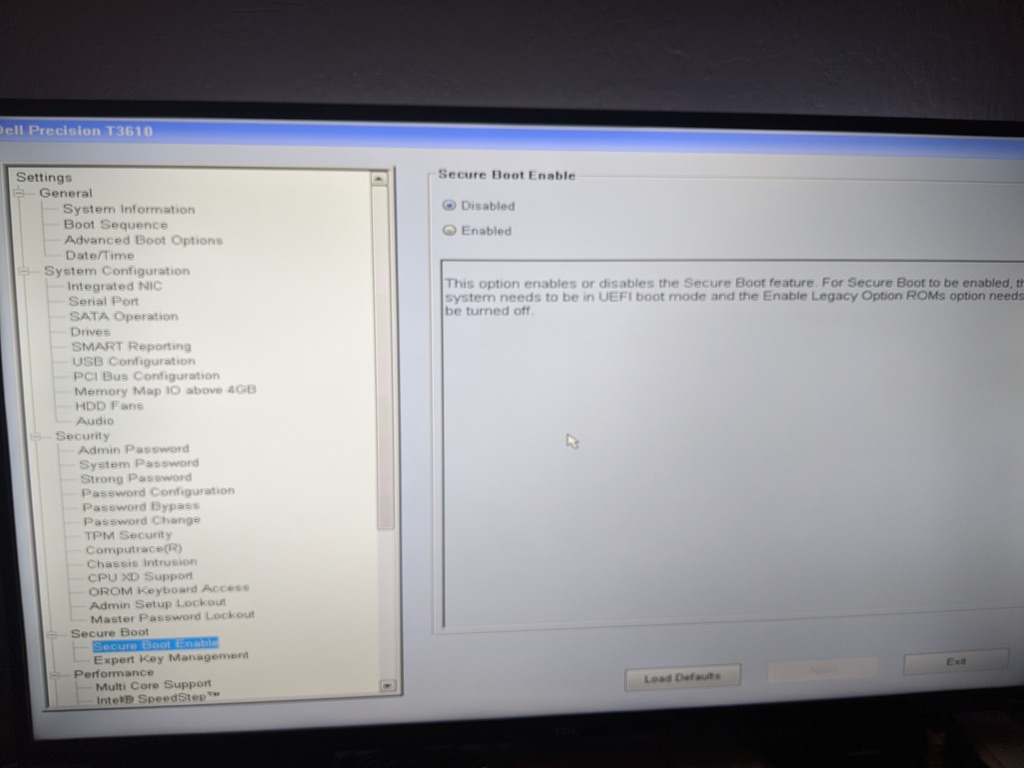 Dell Precision T3610
Settings
General
System Information
Boot Sequence
Advanced Boot Options
Date/Time
System Configuration
Integrated NIC
Serial Port
SATA Operation
Drives
SMART Reporting
USB Configuration
PCI Bus Configuration
Memory Map IO above 4GB
HDD Fans
Audio
Security
Admin Password
System Password
Strong Password
Password Configuration
Password Bypass
Password Change
TPM Security
Computrace(R)
Chassis Intrusion
CPU XD Support
OROM Keyboard Access
Admin Setup Lockout
Master Password Lockout
Secure Boot
Secure Boot Enable
Expert Key Management
Performance
Multi Core Support
Intel® SpeedStep™
Secure Boot Enable
Disabled
Enabled
This option enables or disables the Secure Boot feature. For Secure Boot to be enabled, th
system needs to be in UEFI boot mode and the Enable Legacy Option ROMs option needs
be turned off.
Load Defaults
Apply
Exit
TCL